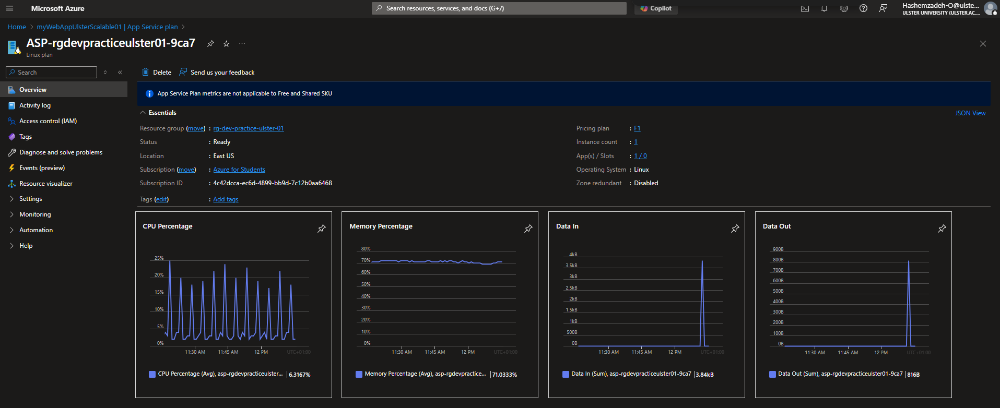 Microsoft Azure
Search resources, services, and docs (G+/)
Copilot
Hashemzadeh-O@ulste...
ULSTER UNIVERSITY (ULSTER.AC....
Home > myWebAppUlsterScalable01 | App Service plan >
ASP-rgdevpracticeulster01-9ca7
Linux plan
Search
Delete
Send us your feedback
Overview
Activity log
Access control (IAM)
Tags
Diagnose and solve problems
Events (preview)
Resource visualizer
Settings
Monitoring
Automation
Help
App Service Plan metrics are not applicable to Free and Shared SKU
Essentials
JSON View
Resource group (move) : rg-dev-practice-ulster-01
Status : Ready
Location : East US
Subscription (move) : Azure for Students
Subscription ID : 4c42dcca-ec6d-4899-bb9d-7c12b0aa6468
Tags (edit) : Add tags
Pricing plan : F1
Instance count : 1
App(s) / Slots : 1 / 0
Operating System : Linux
Zone redundant : Disabled
CPU Percentage
25%
20%
15%
10%
5%
0%
11:30 AM 11:45 AM 12 PM UTC+01:00
CPU Percentage (Avg), asp-rgdevpracticeulster... | 6.3167%
Memory Percentage
80%
70%
60%
50%
40%
30%
20%
10%
0%
11:30 AM 11:45 AM 12 PM UTC+01:00
Memory Percentage (Avg), asp-rgdevpractice... | 71.0333%
Data In
4kB
3.5kB
3kB
2.5kB
2kB
1.5kB
1kB
500B
0B
11:30 AM 11:45 AM 12 PM UTC+01:00
Data In (Sum), asp-rgdevpracticeulster01-9ca7 | 3.84kB
Data Out
900B
800B
700B
600B
500B
400B
300B
200B
100B
0B
11:30 AM 11:45 AM 12 PM UTC+01:00
Data Out (Sum), asp-rgdevpracticeulster01-9ca7 | 816B